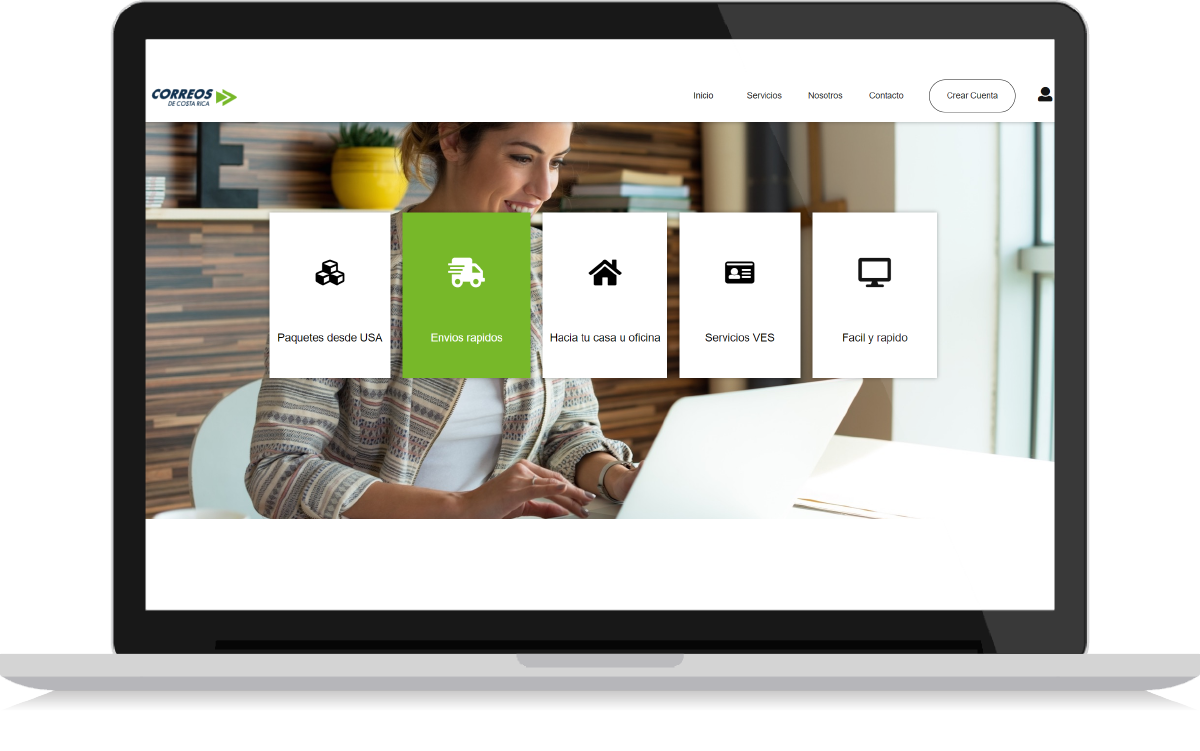 CORREOS
DE COSTA RICA
Inicio
Servicios
Nosotros
Contacto
Crear Cuenta
E
Paquetes desde USA
Envios rapidos
Hacia tu casa u oficina
Servicios VES
Facil y rapido